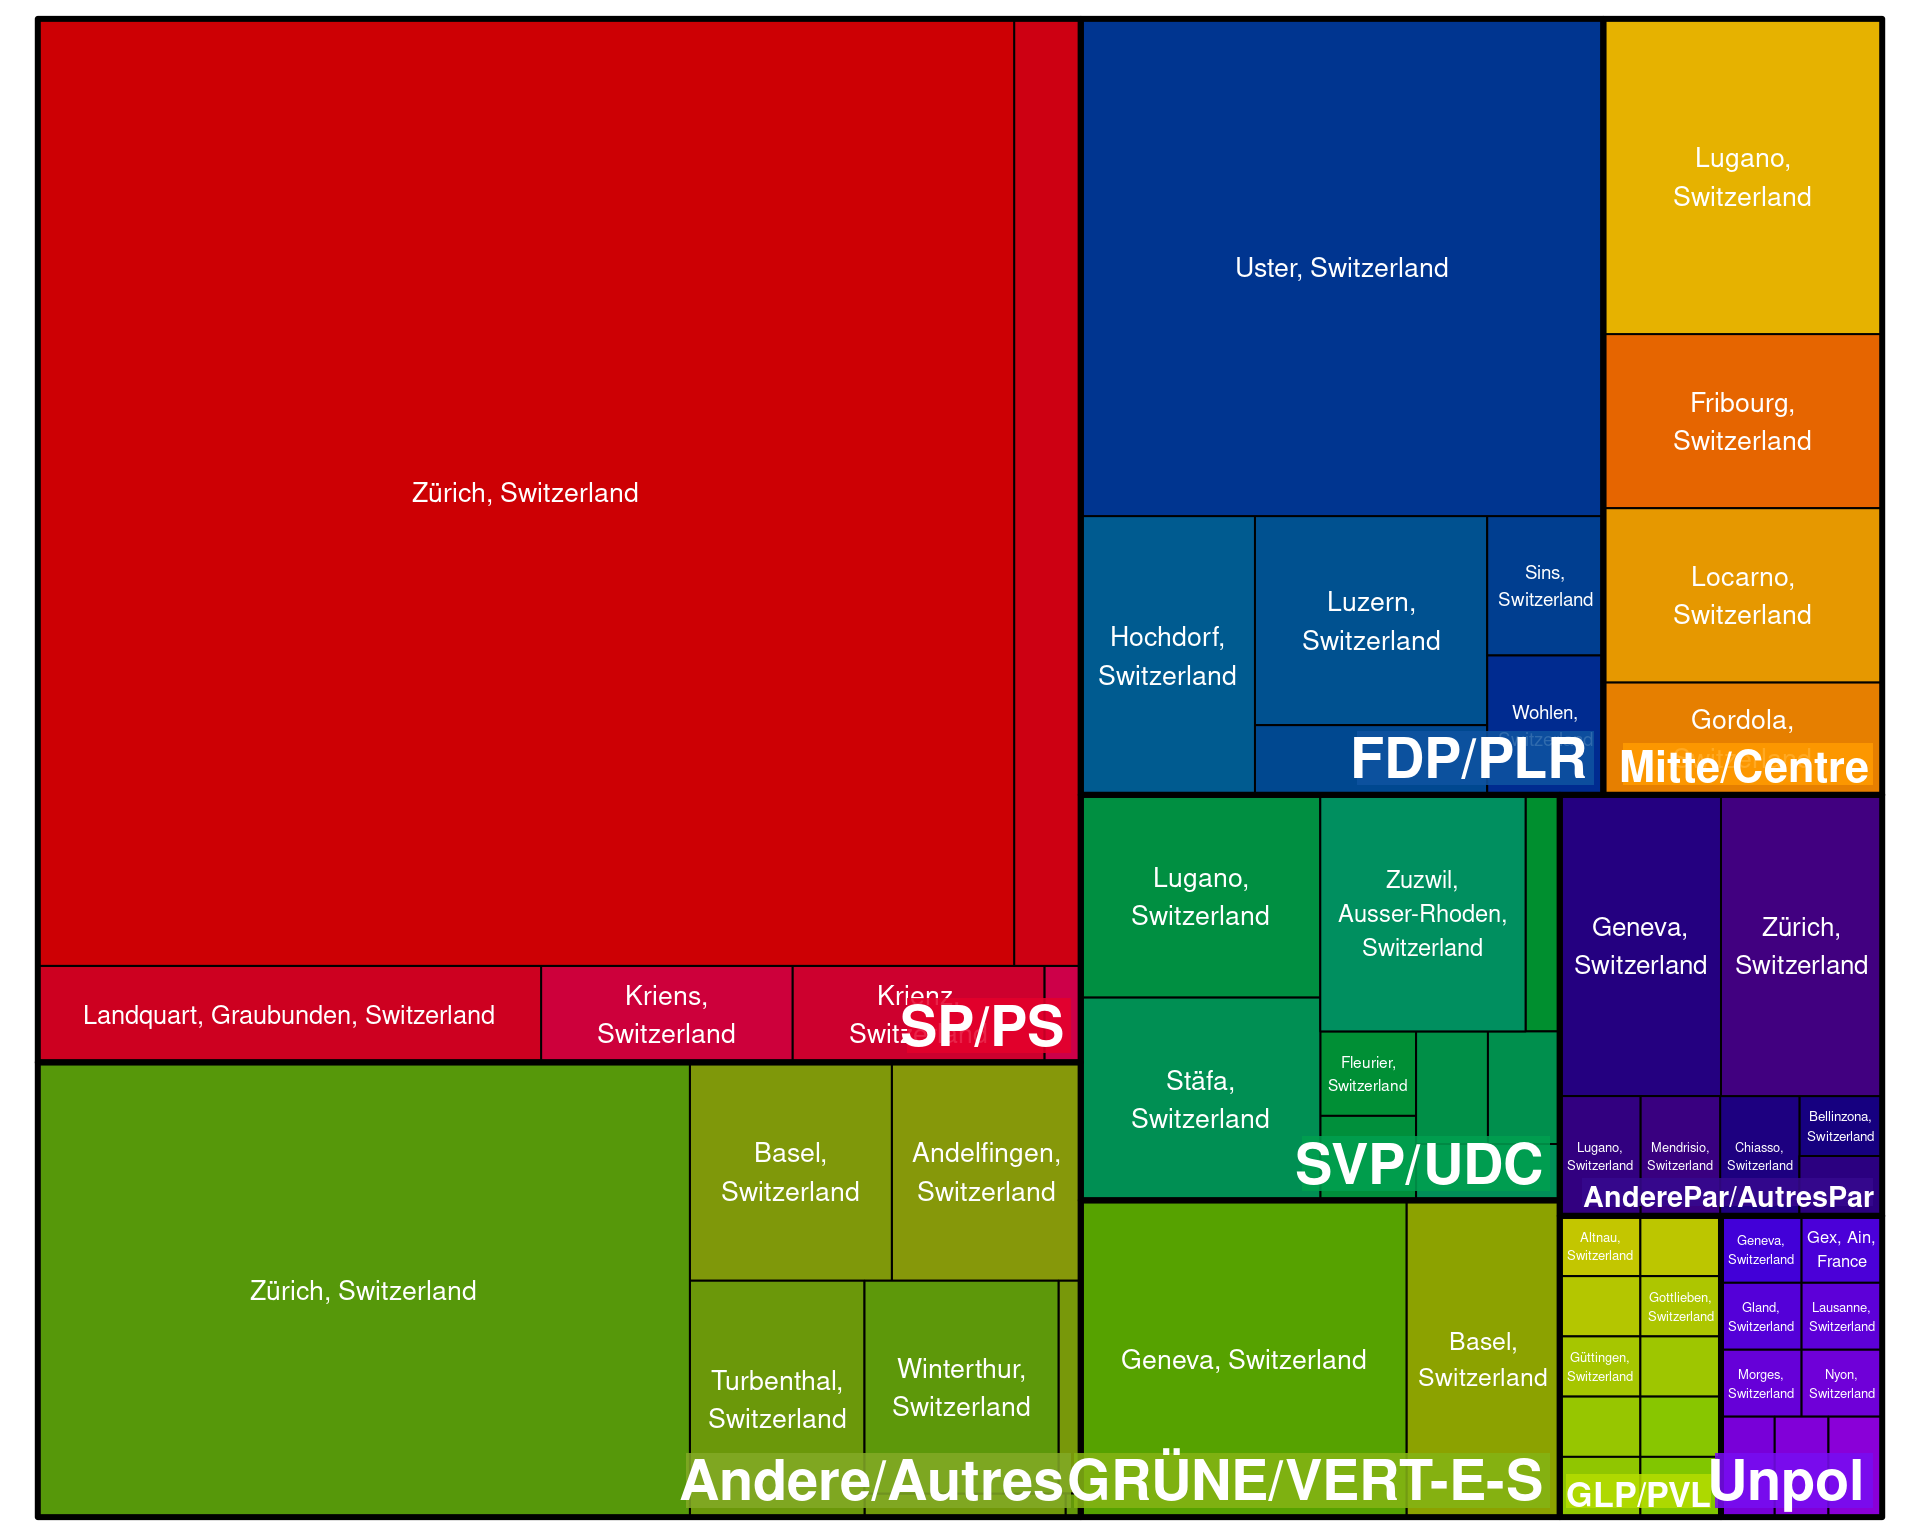 Zürich, Switzerland
Landquart, Graubunden, Switzerland
Kriens,
Switzerland
Krienz,
Switzerland
SP/PS
Zürich, Switzerland
Basel,
Switzerland
Andelfingen,
Switzerland
Turbenthal,
Switzerland
Winterthur,
Switzerland
Andere/Autres
Uster, Switzerland
Hochdorf,
Switzerland
Luzern,
Switzerland
Sins,
Switzerland
Wohlen,
Switzerland
FDP/PLR
Lugano,
Switzerland
Fribourg,
Switzerland
Locarno,
Switzerland
Gordola,
Switzerland
Mitte/Centre
Lugano,
Switzerland
Zuzwil,
Ausser-Rhoden,
Switzerland
Stäfa,
Switzerland
Fleurier,
Switzerland
SVP/UDC
Geneva,
Switzerland
Zürich,
Switzerland
Lugano,
Switzerland
Mendrisio,
Switzerland
Chiasso,
Switzerland
Bellinzona,
Switzerland
AnderePar/AutresPar
Geneva, Switzerland
Basel,
Switzerland
GRÜNE/VERT-E-S
Altnau,
Switzerland
Gottlieben,
Switzerland
Güttingen,
Switzerland
GLP/PVL
Geneva,
Switzerland
Gex, Ain,
France
Gland,
Switzerland
Lausanne,
Switzerland
Morges,
Switzerland
Nyon,
Switzerland
Unpol